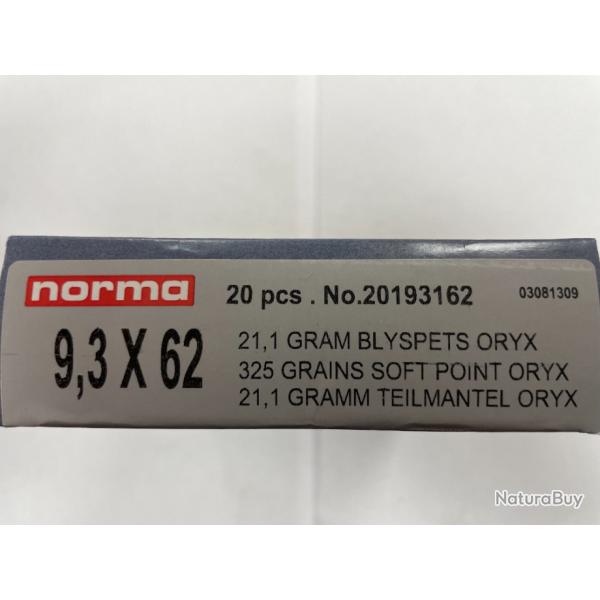 norma 20 pcs . No.20193162 03081309
9,3 X 62
21,1 GRAM BLYSPETS ORYX
325 GRAINS SOFT POINT ORYX
21,1 GRAMM TEILMANTEL ORYX
NaturaBuy